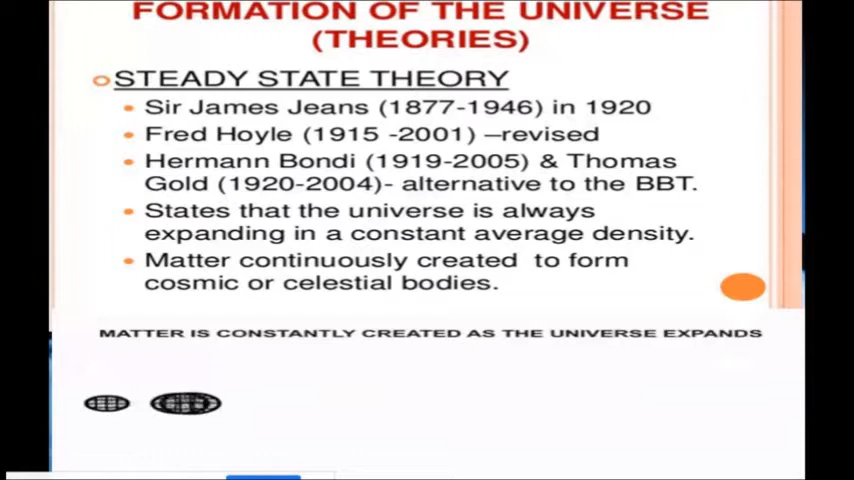 FORMATION OF THE UNIVERSE
(THEORIES)
STEADY STATE THEORY
Sir James Jeans (1877-1946) in 1920
Fred Hoyle (1915 -2001) –revised
Hermann Bondi (1919-2005) & Thomas
Gold (1920-2004)- alternative to the BBT.
States that the universe is always
expanding in a constant average density.
Matter continuously created to form
cosmic or celestial bodies.
MATTER IS CONSTANTLY CREATED AS THE UNIVERSE EXPANDS